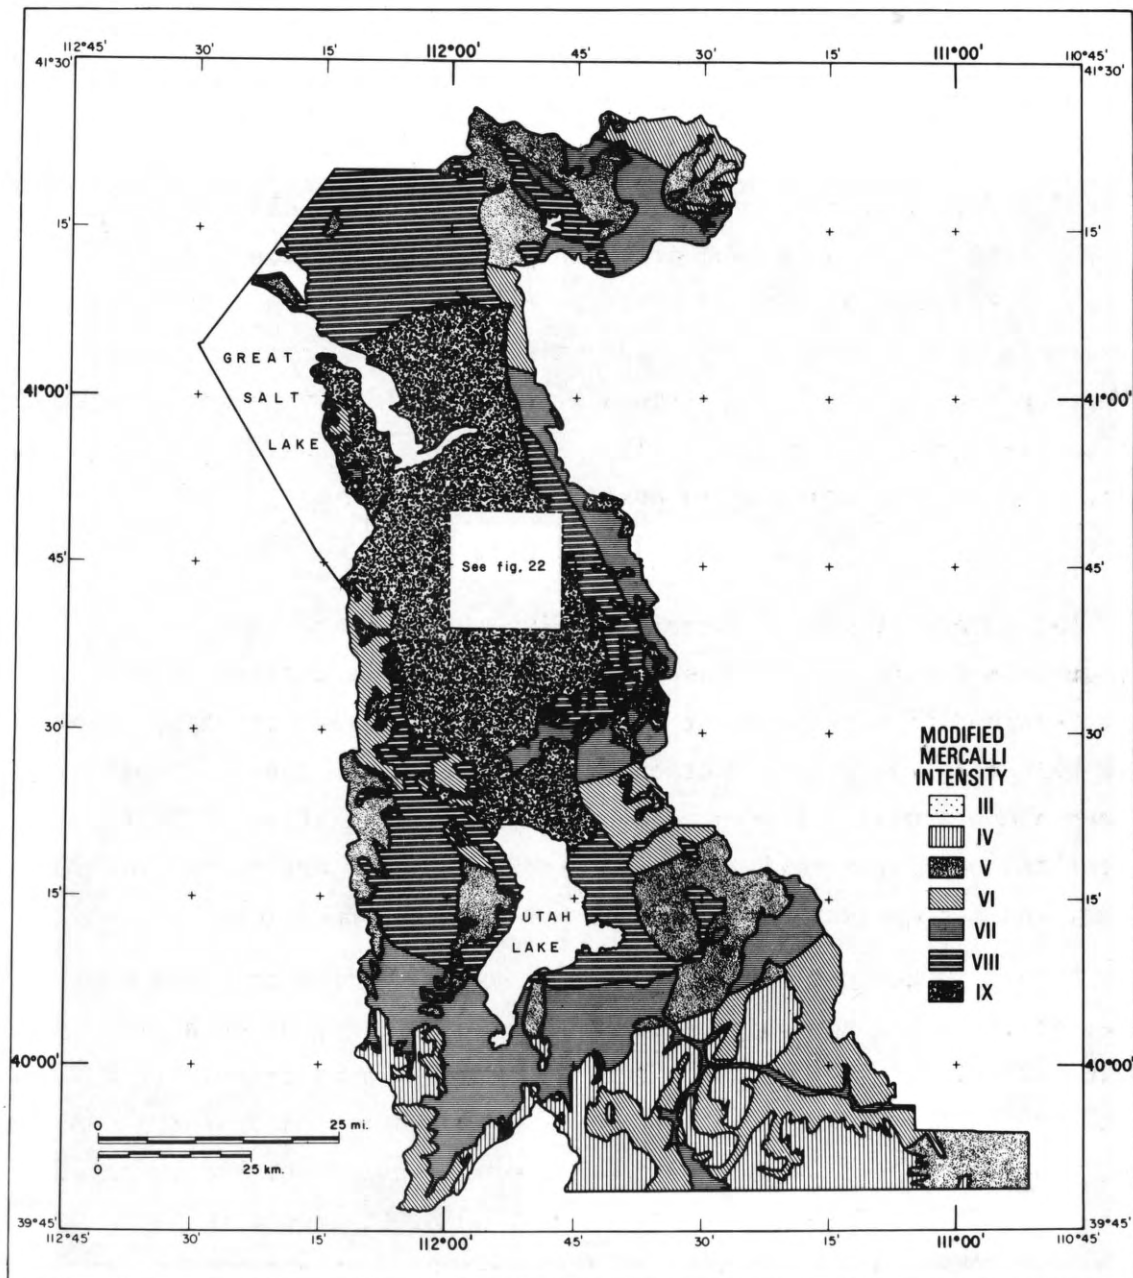 112°45' 30' 15' 112°00' 45' 30' 15' 111°00' 110°45'
41°30' 41°30'
15' 15'
GREAT
SALT
LAKE
41°00' 41°00'
45' 45'
See fig. 22
30' 30'
MODIFIED
MERCALLI
INTENSITY
III
IV
V
VI
VII
VIII
IX
15' 15'
UTAH
LAKE
40°00' 40°00'
0 25 mi.
0 25 km.
39°45' 39°45'
112°45' 30' 15' 112°00' 45' 30' 15' 111°00' 110°45'